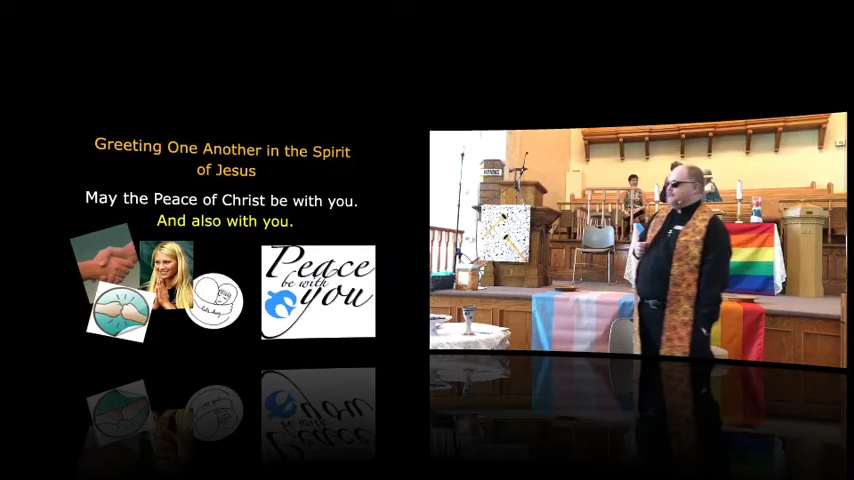 Greeting One Another in the Spirit
of Jesus
May the Peace of Christ be with you.
And also with you.
Peace
be with
you